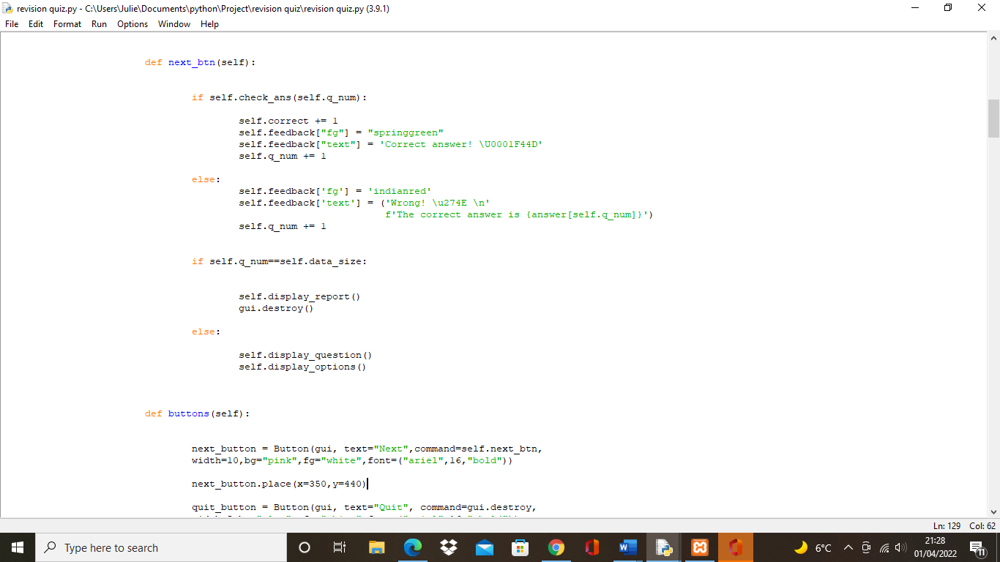 revision quiz.py - C:\Users\Julie\Documents\python\Project\revision quiz\revision quiz.py (3.9.1)
File Edit Format Run Options Window Help
def next_btn(self):
if self.check_ans(self.q_num):
self.correct += 1
self.feedback["fg"] = "springgreen"
self.feedback["text"] = 'Correct answer! \U0001F44D'
self.q_num += 1
else:
self.feedback['fg'] = 'indianred'
self.feedback['text'] = ('Wrong! \u274E \n'
f'The correct answer is {answer[self.q_num]}')
self.q_num += 1
if self.q_num==self.data_size:
self.display_report()
gui.destroy()
else:
self.display_question()
self.display_options()
def buttons(self):
next_button = Button(gui, text="Next",command=self.next_btn,
width=10,bg="pink",fg="white",font=("ariel",16,"bold"))
next_button.place(x=350,y=440)
quit_button = Button(gui, text="Quit", command=gui.destroy,
Ln: 129 Col: 62
Type here to search
6°C
21:28
01/04/2022
11